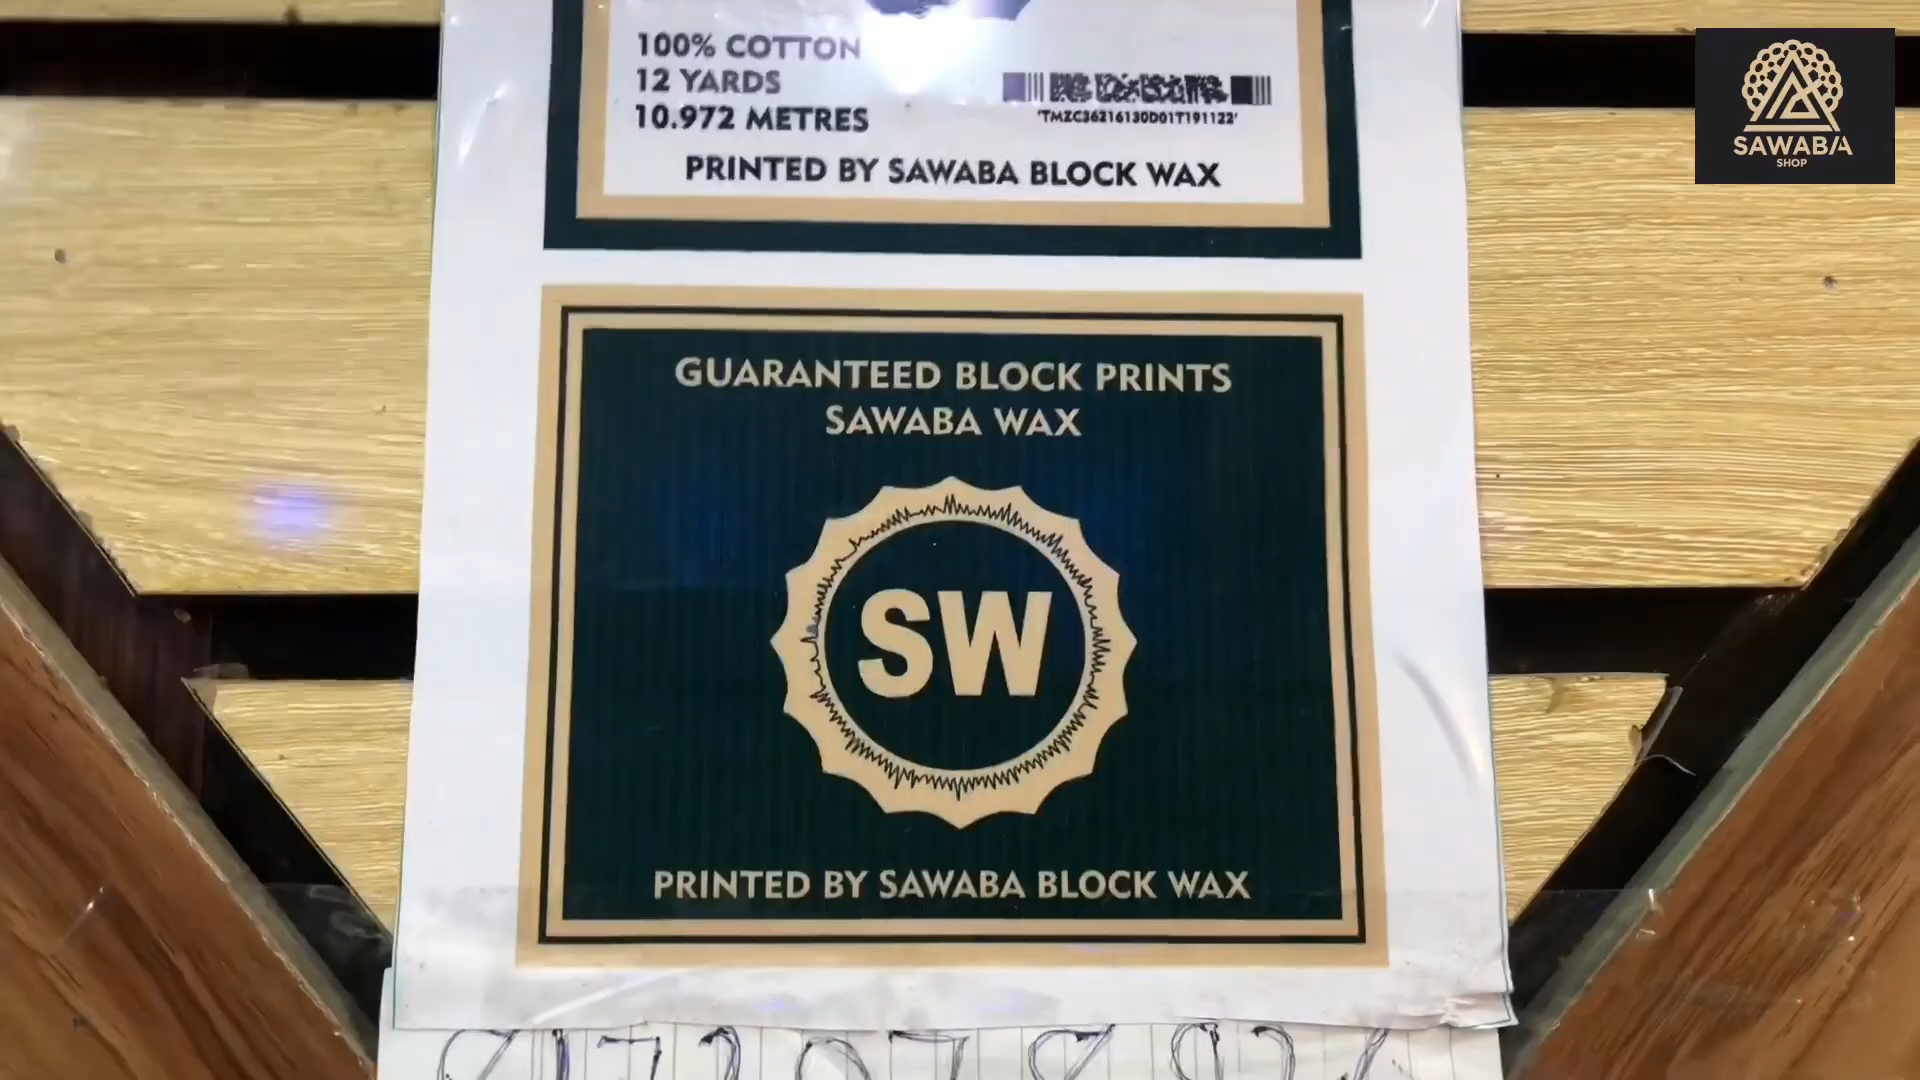 100% COTTON
12 YARDS
10.972 METRES
'TMZC36216130D01T191122'
PRINTED BY SAWABA BLOCK WAX
SAWABA
SHOP
GUARANTEED BLOCK PRINTS
SAWABA WAX
SW
PRINTED BY SAWABA BLOCK WAX